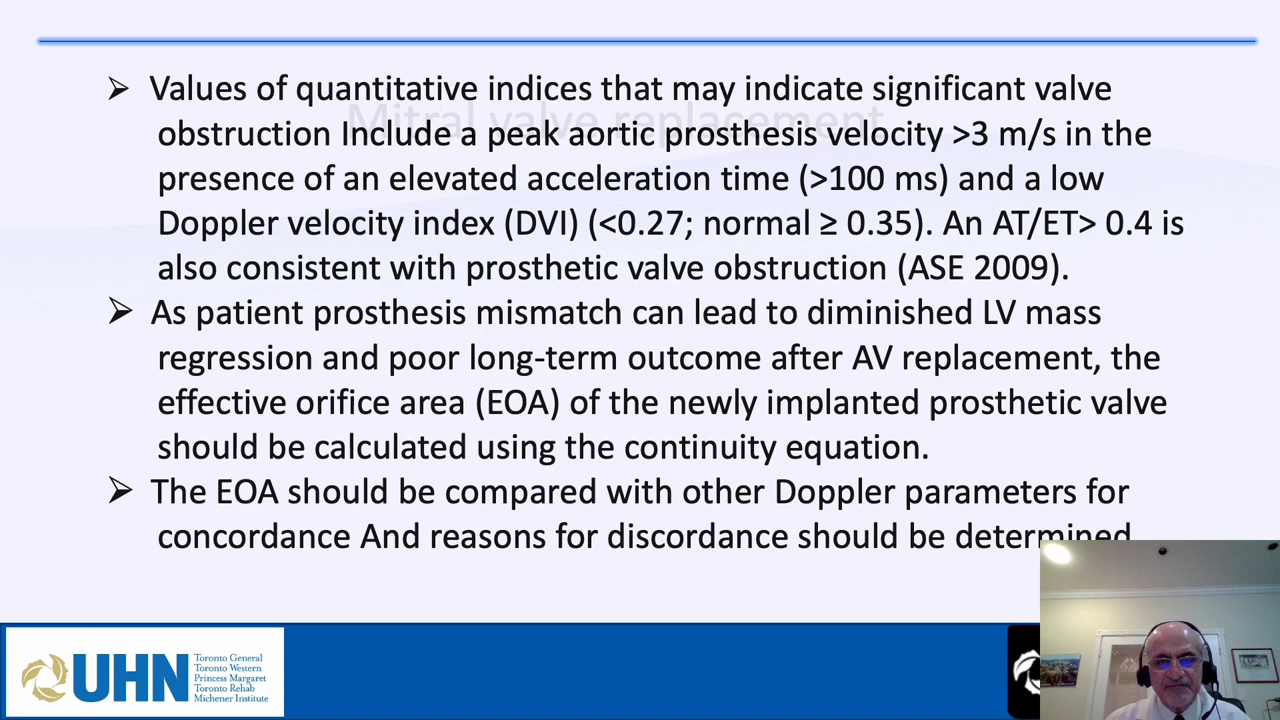 Mitral valve replacement
➢ Values of quantitative indices that may indicate significant valve
obstruction Include a peak aortic prosthesis velocity >3 m/s in the
presence of an elevated acceleration time (>100 ms) and a low
Doppler velocity index (DVI) (<0.27; normal ≥ 0.35). An AT/ET> 0.4 is
also consistent with prosthetic valve obstruction (ASE 2009).
➢ As patient prosthesis mismatch can lead to diminished LV mass
regression and poor long-term outcome after AV replacement, the
effective orifice area (EOA) of the newly implanted prosthetic valve
should be calculated using the continuity equation.
➢ The EOA should be compared with other Doppler parameters for
concordance And reasons for discordance should be determined
UHN
Toronto General
Toronto Western
Princess Margaret
Toronto Rehab
Michener Institute